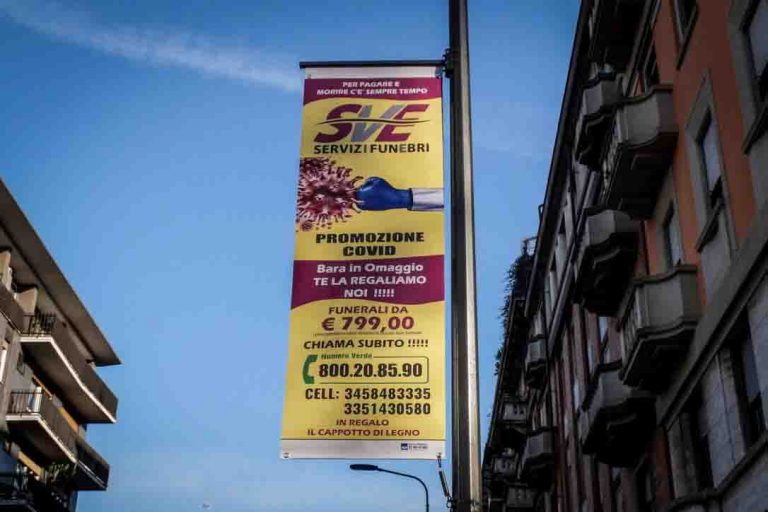 PER PAGARE E
MORIRE C'E' SEMPRE TEMPO
SVE
SERVIZI FUNEBRI
PROMOZIONE
COVID
Bara in Omaggio
TE LA REGALIAMO
NOI !!!!!
FUNERALI DA
€ 799,00
CHIAMA SUBITO !!!!!
Numero Verde
800.20.85.90
CELL: 3458483335
3351430580
IN REGALO
IL CAPPOTTO DI LEGNO